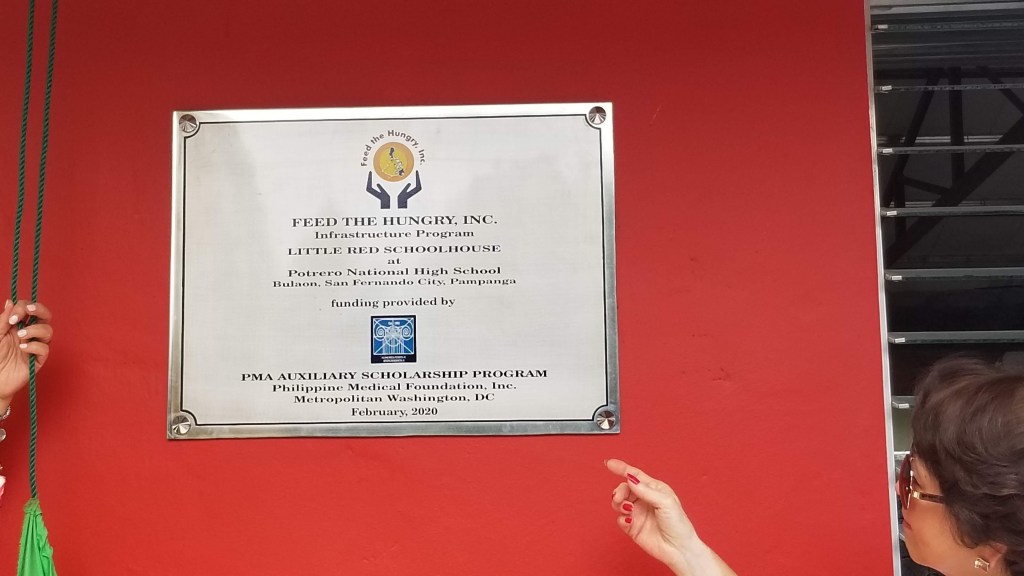 Feed the Hungry, Inc.
FEED THE HUNGRY, INC.
Infrastructure Program
LITTLE RED SCHOOLHOUSE
at
Potrero National High School
Bulaon, San Fernando City, Pampanga
funding provided by
PMA AUXILIARY SCHOLARSHIP PROGRAM
Philippine Medical Foundation, Inc.
Metropolitan Washington, DC
February, 2020